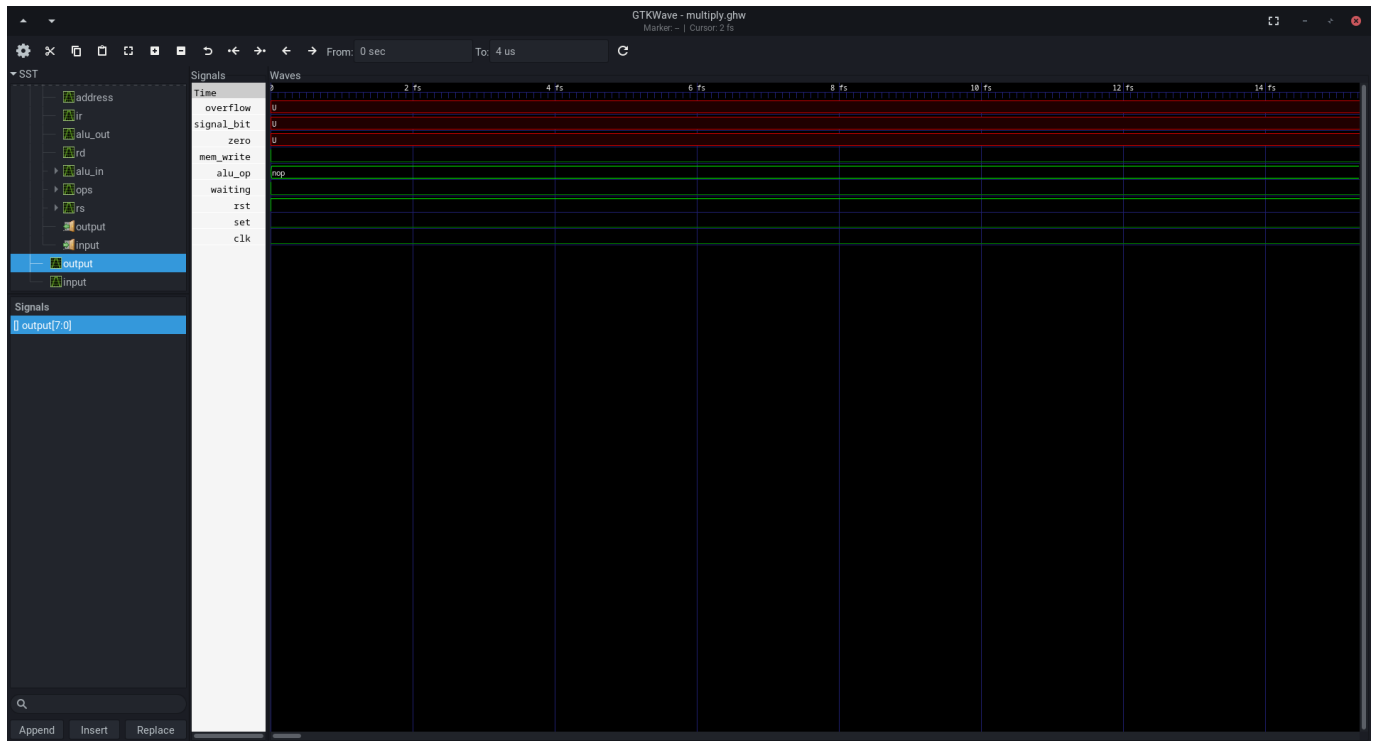 GTKWave - multiply.ghw
Marker: -- | Cursor: 2 fs
From: 0 sec To: 4 us
SST
address
ir
alu_out
rd
alu_in
ops
rs
output
input
output
input
Signals
[] output[7:0]
Append Insert Replace
Signals
Time
overflow
signal_bit
zero
mem_write
alu_op
waiting
rst
set
clk
Waves
0 2 fs 4 fs 6 fs 8 fs 10 fs 12 fs 14 fs
U
U
U
nop